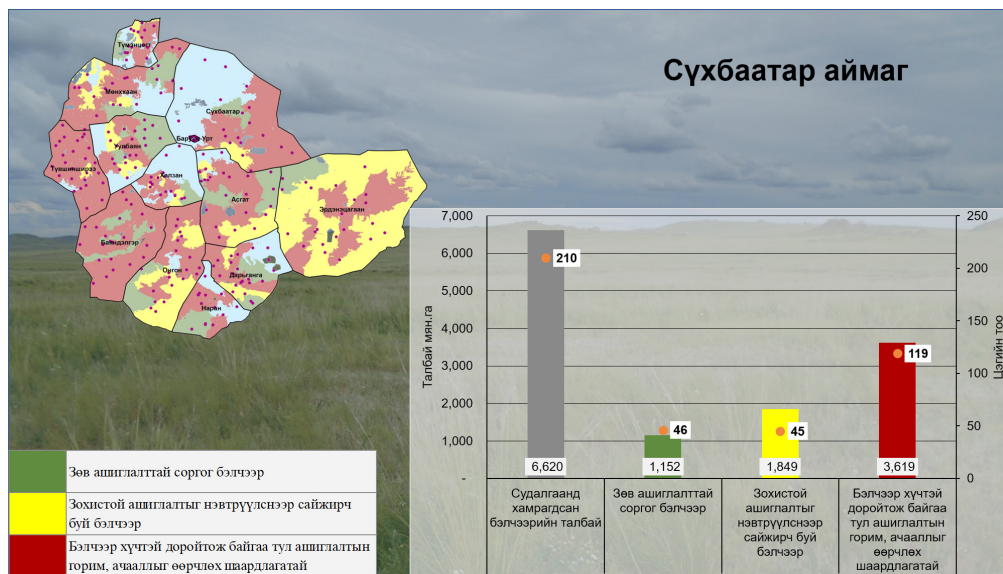 Сүхбаатар аймаг
Түмэнцогт
Мөнххаан
Сүхбаатар
Баруун-Урт
Уулбаян
Түвшинширээ
Халзан
Асгат
Эрдэнэцагаан
Баяндэлгэр
Онгон
Дарьганга
Наран
7,000
6,000
5,000
4,000
3,000
2,000
1,000
-
Талбай мян.га
250
200
150
100
50
0
Цэгийн тоо
210
46
45
119
6,620
1,152
1,849
3,619
Судалгаанд
хамрагдсан
бэлчээрийн талбай
Зөв ашиглалттай
соргог бэлчээр
Зохистой
ашиглалтыг
нэвтрүүлснээр
сайжирч буй
бэлчээр
Бэлчээр хүчтэй
доройтож байгаа
тул ашиглалтын
горим, ачааллыг
өөрчлөх
шаардлагатай
Зөв ашиглалттай соргог бэлчээр
Зохистой ашиглалтыг нэвтрүүлснээр сайжирч
буй бэлчээр
Бэлчээр хүчтэй доройтож байгаа тул ашиглалтын
горим, ачааллыг өөрчлөх шаардлагатай